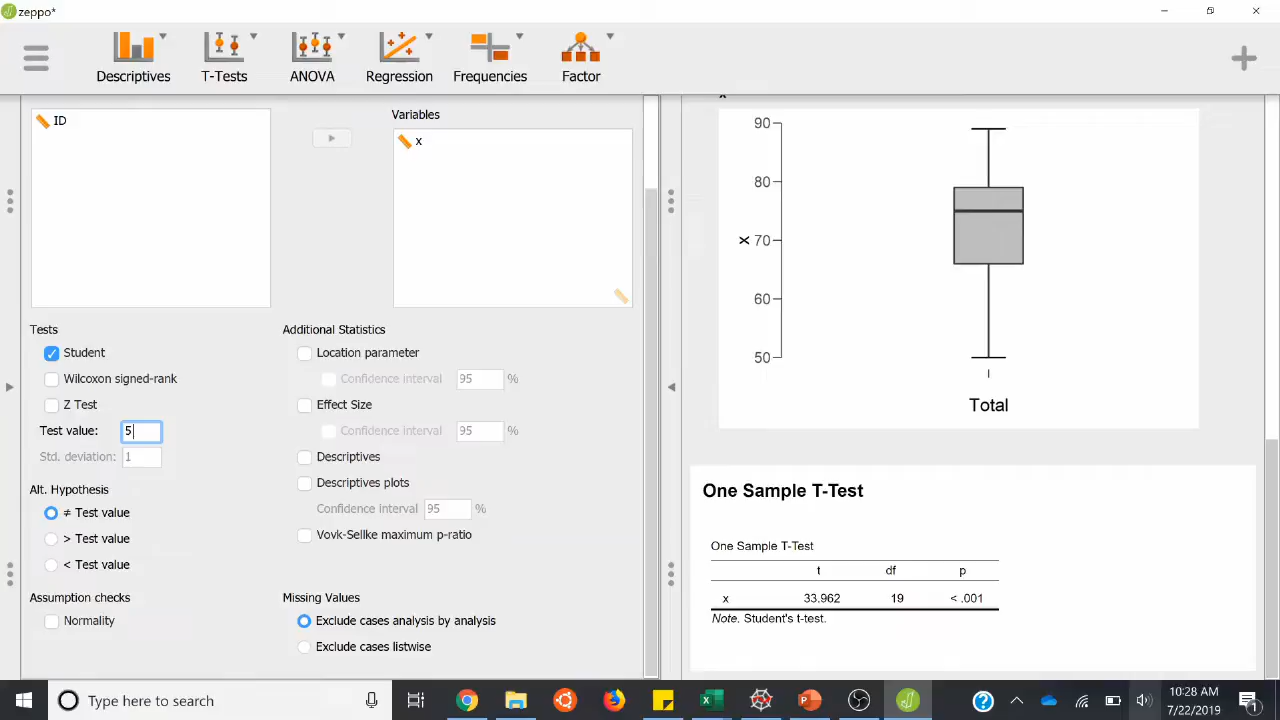 zeppo*
Descriptives T-Tests ANOVA Regression Frequencies Factor
ID
Variables
x
Tests
Student
Wilcoxon signed-rank
Z Test
Test value: 5
Std. deviation: 1
Alt. Hypothesis
≠ Test value
> Test value
< Test value
Assumption checks
Normality
Additional Statistics
Location parameter
Confidence interval 95 %
Effect Size
Confidence interval 95 %
Descriptives
Descriptives plots
Confidence interval 95 %
Vovk-Sellke maximum p-ratio
Missing Values
Exclude cases analysis by analysis
Exclude cases listwise
90
80
x 70
60
50
Total
One Sample T-Test
One Sample T-Test
t df p
x 33.962 19 < .001
Note. Student's t-test.
Type here to search
10:28 AM
7/22/2019
1